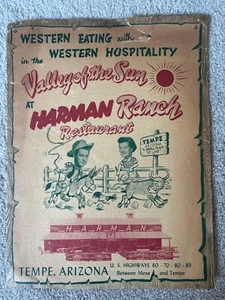 WESTERN EATING with
WESTERN HOSPITALITY
in the
Valley of the Sun
AT HARMAN Ranch
Restaurant
TEMPE
HARMAN
TEMPE, ARIZONA
U. S. HIGHWAYS 60 - 70 - 80 - 89
Between Mesa and Tempe